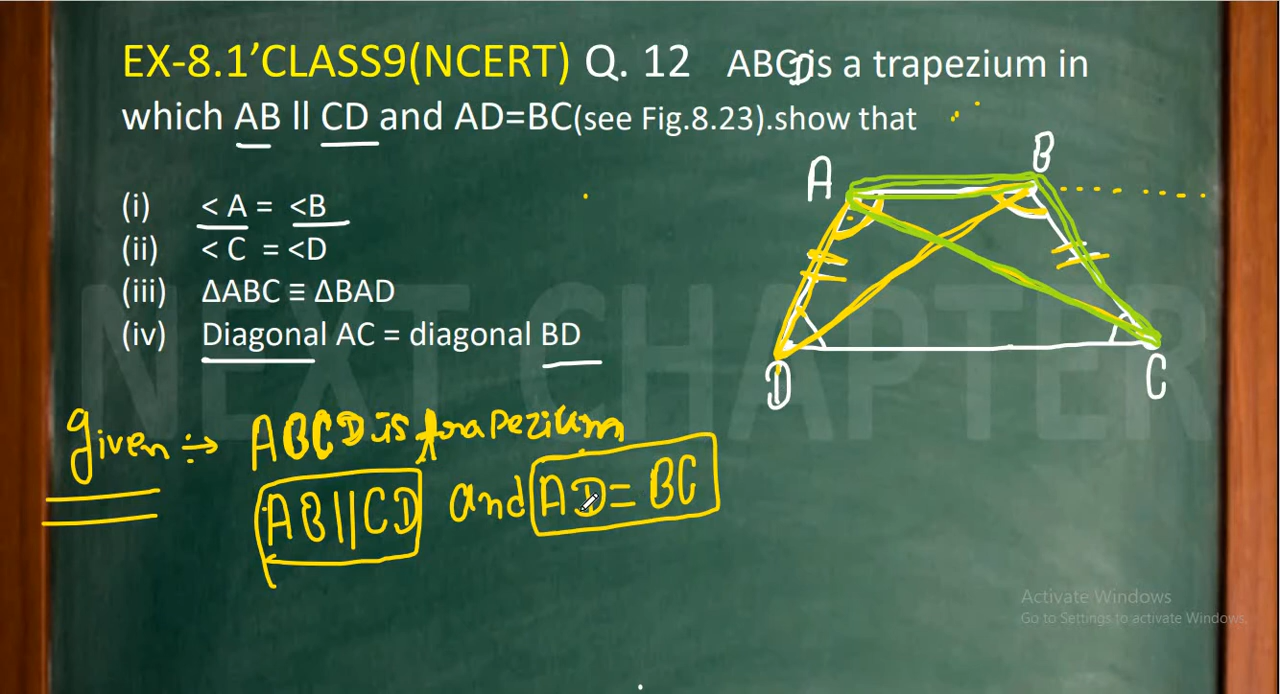 EX-8.1’CLASS9(NCERT) Q. 12 ABCD is a trapezium in
which AB ll CD and AD=BC(see Fig.8.23).show that
(i) < A = <B
(ii) < C = <D
(iii) ΔABC ≡ ΔBAD
(iv) Diagonal AC = diagonal BD
A
B
D
C
NEXT CHAPTER
Given :→ ABCD is trapezium
AB||CD and AD = BC
Activate Windows
Go to Settings to activate Windows.